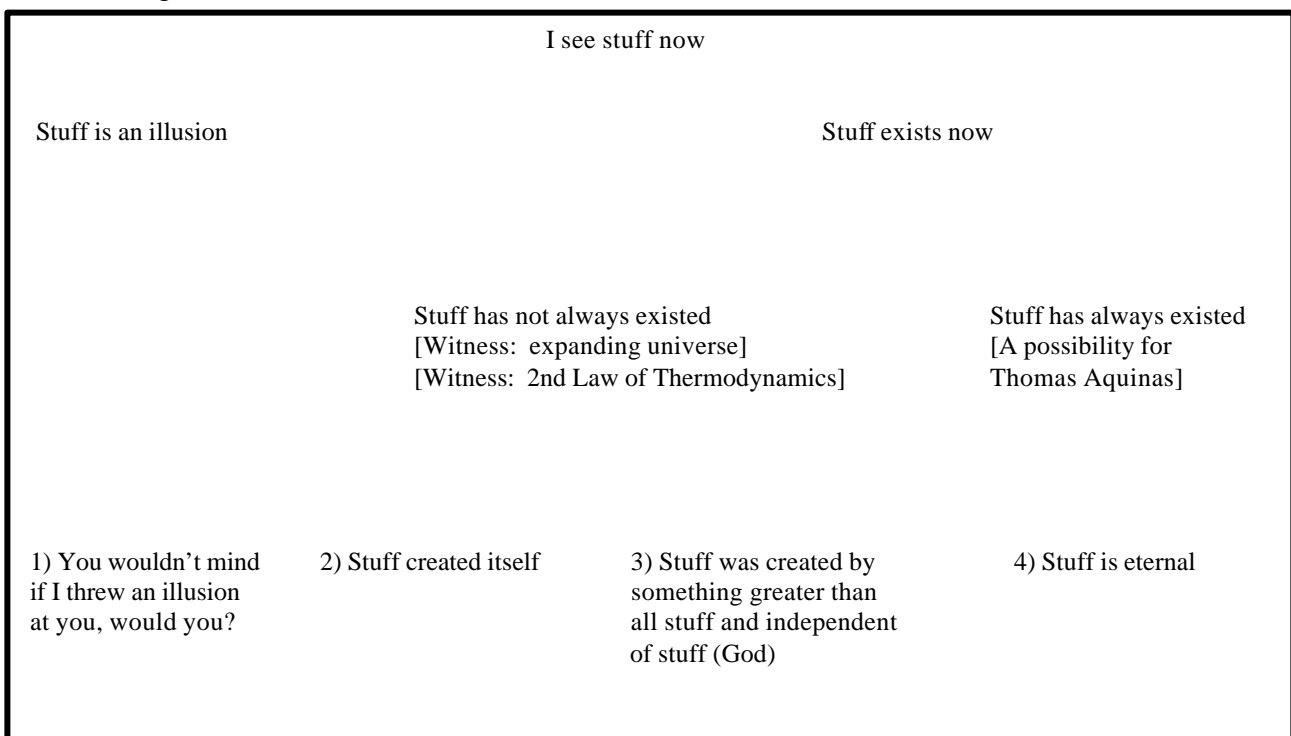 I see stuff now
Stuff is an illusion
Stuff exists now
Stuff has not always existed
[Witness:  expanding universe]
[Witness:  2nd Law of Thermodynamics]
Stuff has always existed
[A possibility for
Thomas Aquinas]
1) You wouldn’t mind
if I threw an illusion
at you, would you?
2) Stuff created itself
3) Stuff was created by
something greater than
all stuff and independent
of stuff (God)
4) Stuff is eternal